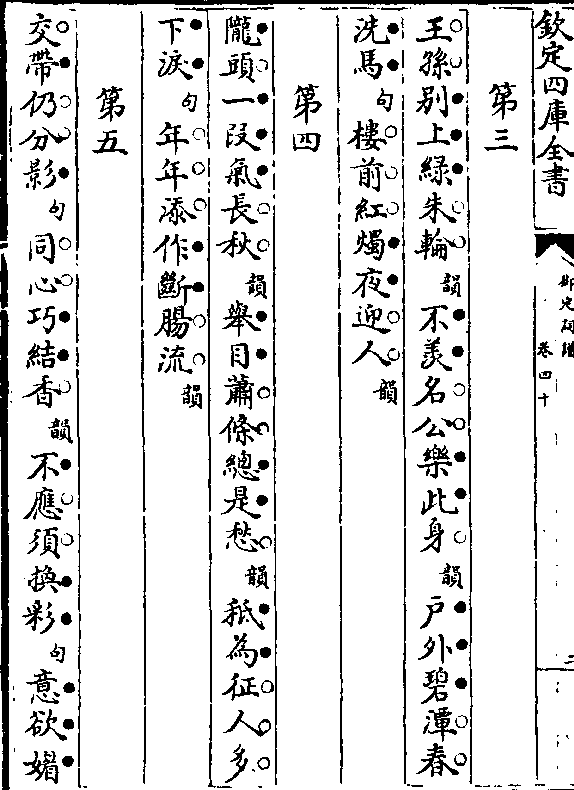 欽定四庫全書
御定詞譜
卷四十
第三
王孫别上綠朱輪韻不羨名公樂此身韻戶外碧潭春
洗馬句樓前紅燭夜迎人韻
第四
隴頭一段氣長秋韻舉目蕭條總是愁韻秪為征人多
下淚句年年添作斷腸流韻
第五
交帶仍分影句同心巧結香韻不應須換彩句意欲媚